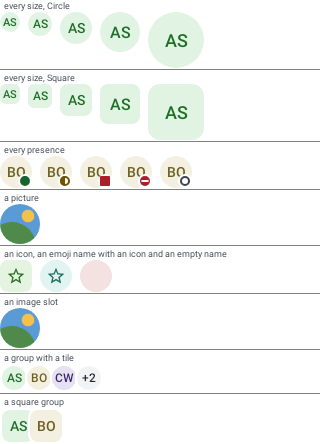 every size, Circle
AS AS AS AS AS
every size, Square
AS AS AS AS AS
every presence
BO BO BO BO BO
a picture
an icon, an emoji name with an icon and an empty name
an image slot
a group with a tile
AS BO CW +2
a square group
AS BO